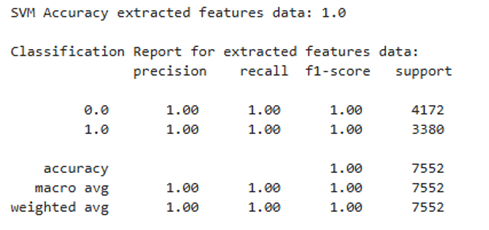 SVM Accuracy extracted features data: 1.0
Classification Report for extracted features data:
precision recall f1-score support
0.0 1.00 1.00 1.00 4172
1.0 1.00 1.00 1.00 3380
accuracy 1.00 7552
macro avg 1.00 1.00 1.00 7552
weighted avg 1.00 1.00 1.00 7552